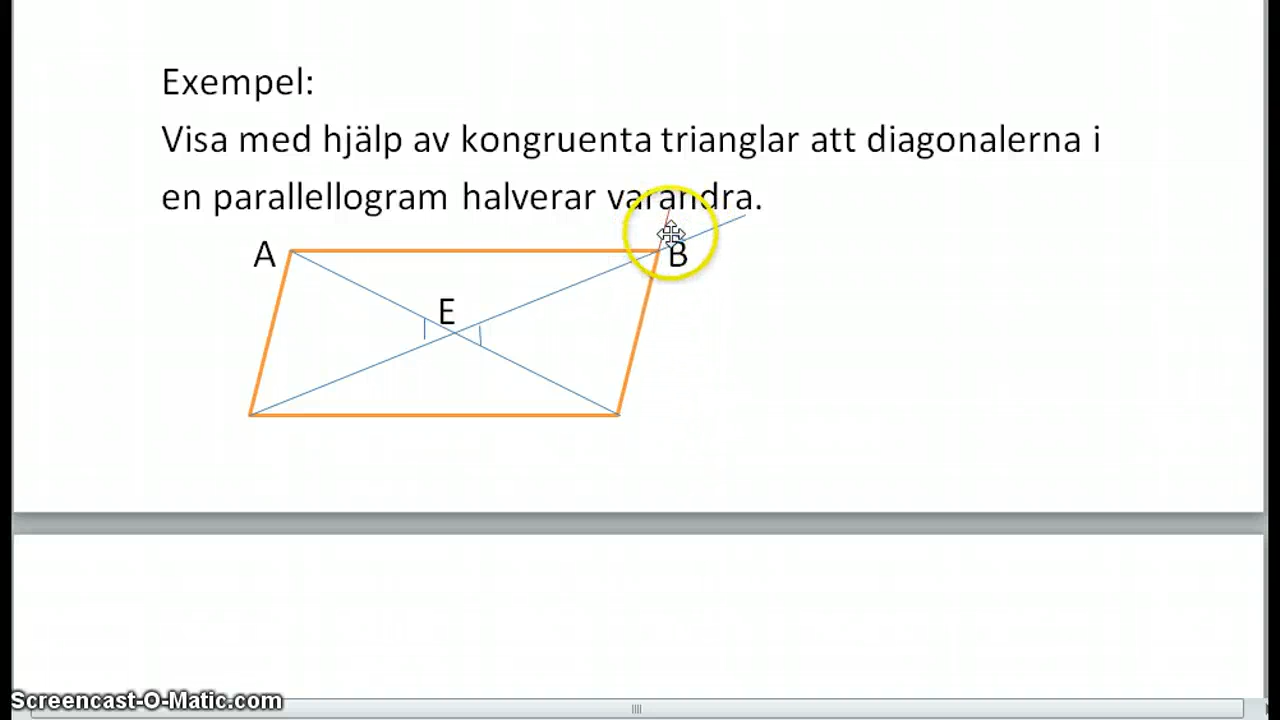 Exempel:
Visa med hjälp av kongruenta trianglar att diagonalerna i
en parallellogram halverar varandra.
A
B
E
Screencast-O-Matic.com